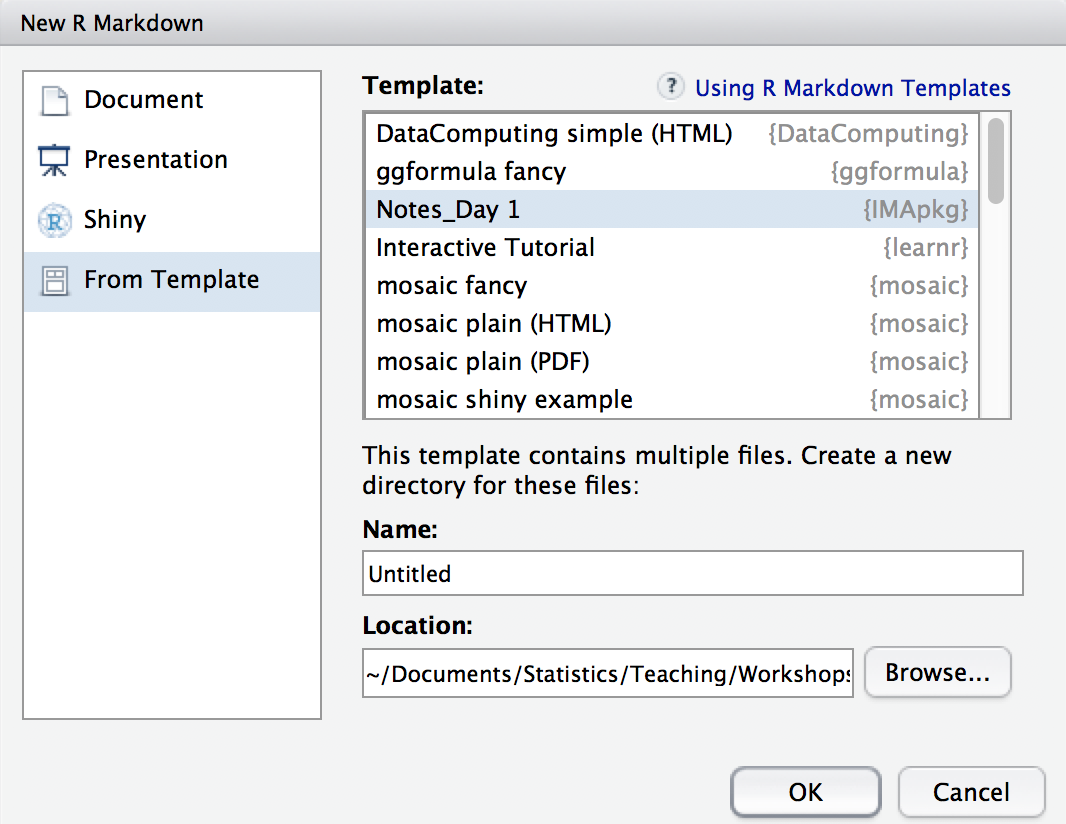 New R Markdown
Document
Presentation
Shiny
From Template
Template:
? Using R Markdown Templates
DataComputing simple (HTML) {DataComputing}
ggformula fancy {ggformula}
Notes_Day 1 {IMApkg}
Interactive Tutorial {learnr}
mosaic fancy {mosaic}
mosaic plain (HTML) {mosaic}
mosaic plain (PDF) {mosaic}
mosaic shiny example {mosaic}
This template contains multiple files. Create a new
directory for these files:
Name:
Untitled
Location:
~/Documents/Statistics/Teaching/Workshops
Browse...
OK
Cancel